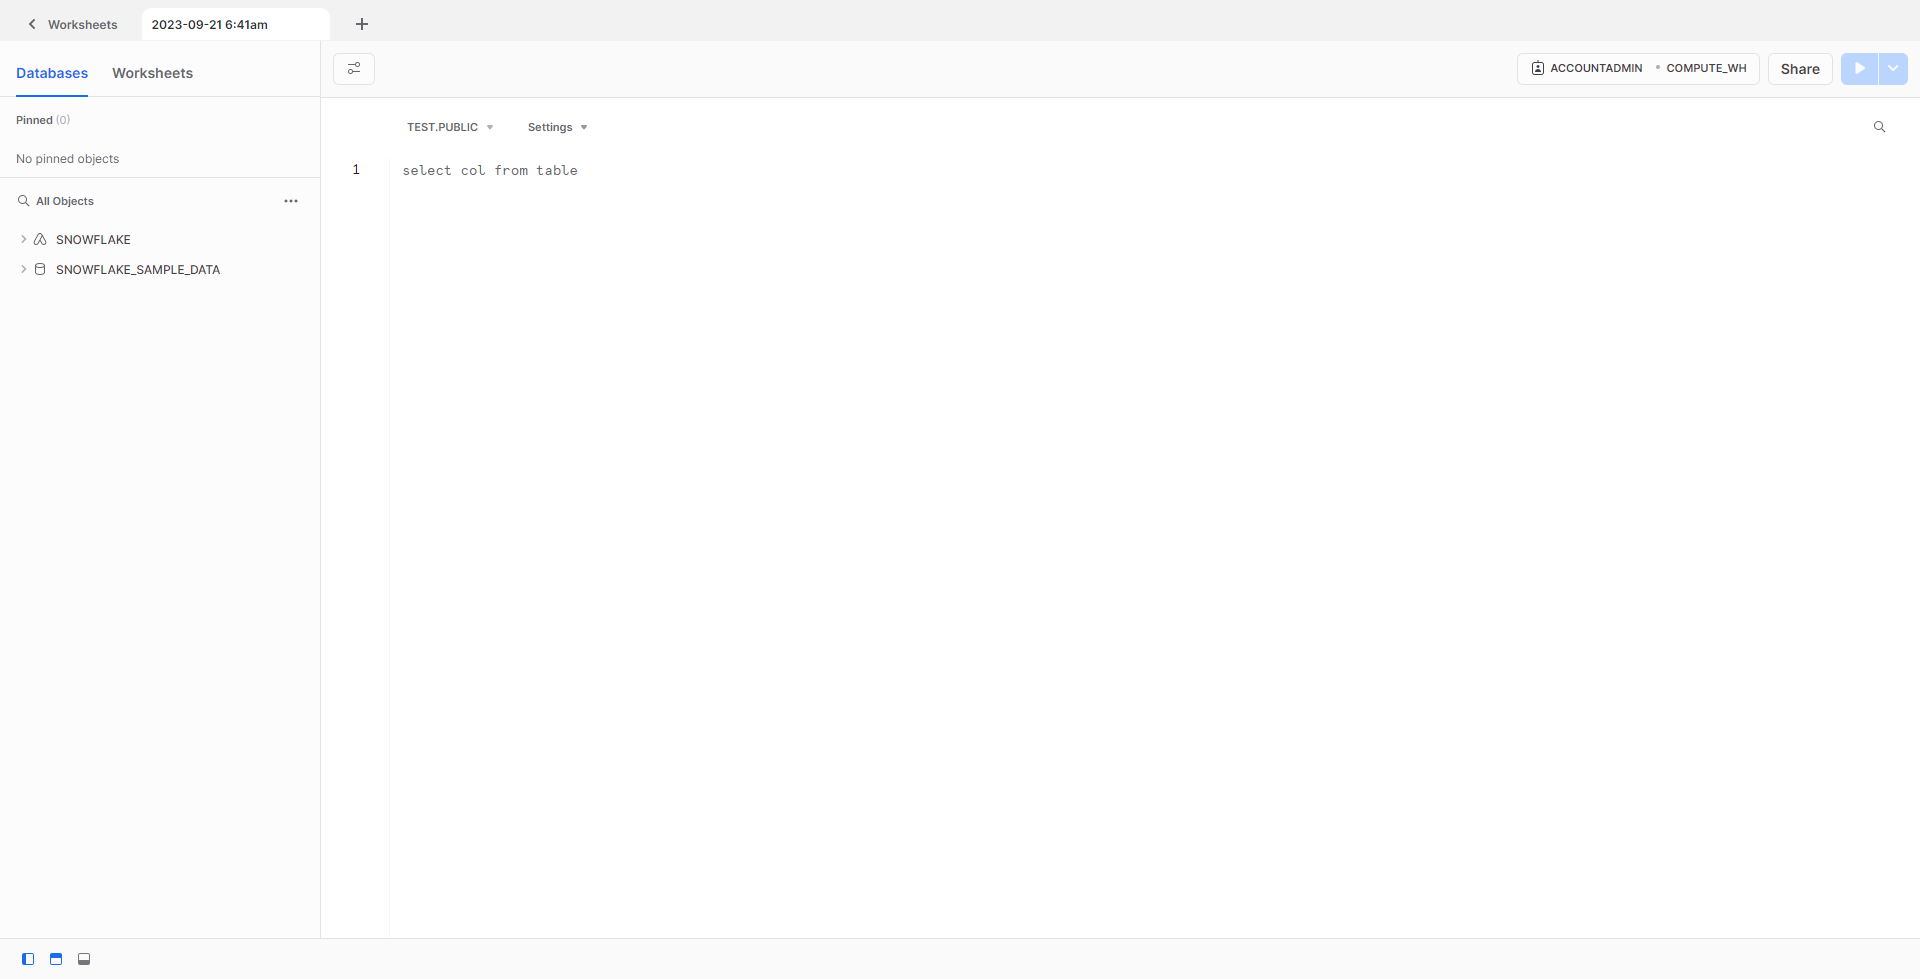 Worksheets
2023-09-21 6:41am
Databases
Worksheets
ACCOUNTADMIN
COMPUTE_WH
Share
Pinned (0)
No pinned objects
All Objects
SNOWFLAKE
SNOWFLAKE_SAMPLE_DATA
TEST.PUBLIC
Settings
1
select col from table